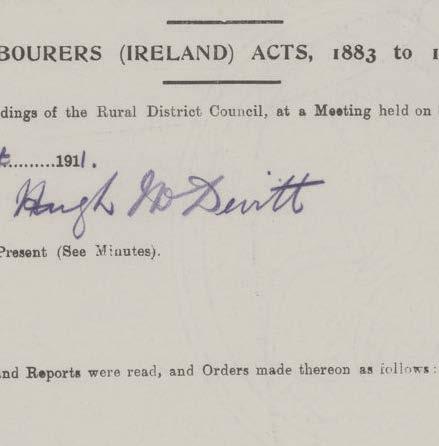 BOURERS (IRELAND) ACTS, 1883 to 1
dings of the Rural District Council, at a Meeting held on
t.........1911.
Hugh McDevitt
Present (See Minutes).
nd Reports were read, and Orders made thereon as follows: